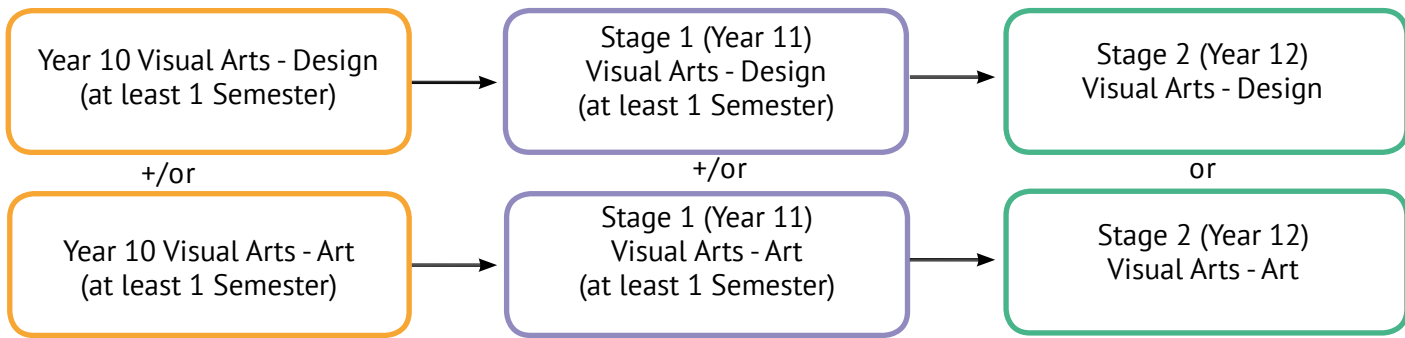 Year 10 Visual Arts - Design
(at least 1 Semester)
Stage 1 (Year 11)
Visual Arts - Design
(at least 1 Semester)
Stage 2 (Year 12)
Visual Arts - Design
+/or
+/or
or
Year 10 Visual Arts - Art
(at least 1 Semester)
Stage 1 (Year 11)
Visual Arts - Art
(at least 1 Semester)
Stage 2 (Year 12)
Visual Arts - Art